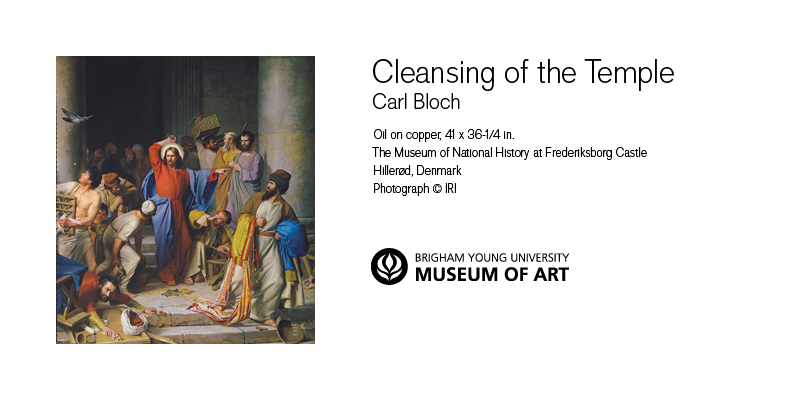 Cleansing of the Temple
Carl Bloch
Oil on copper, 41 x 36-1/4 in.
The Museum of National History at Frederiksborg Castle
Hillerød, Denmark
Photograph © IRI
BRIGHAM YOUNG UNIVERSITY
MUSEUM OF ART